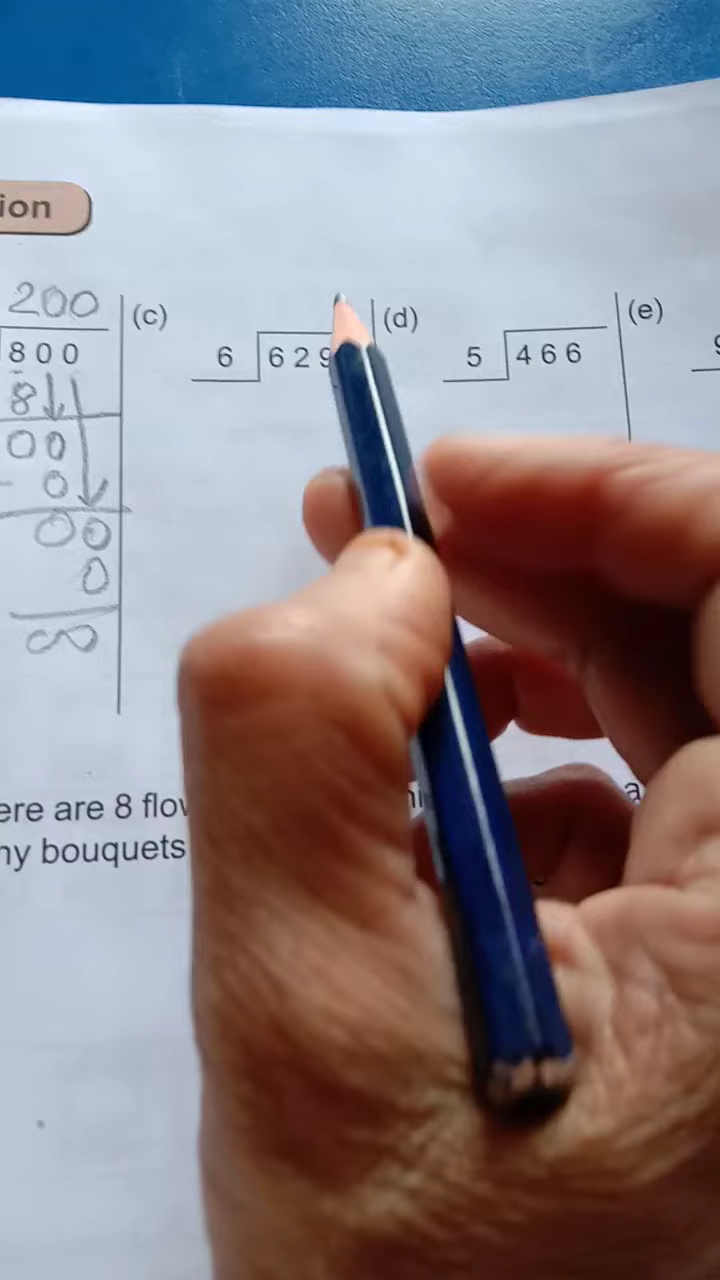 ion
200
800
8
00
- 0
00
0
00
(c)
6 629
(d)
5 466
(e)
ere are 8 flov
ny bouquets